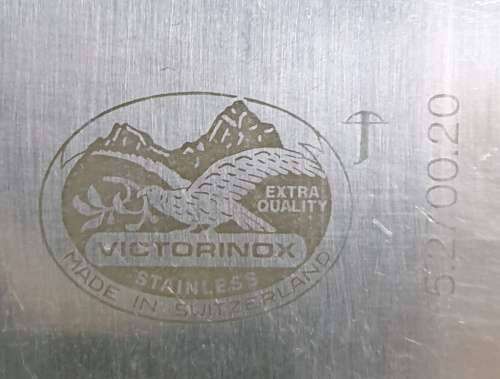 EXTRA
QUALITY
VICTORINOX
STAINLESS
MADE IN SWITZERLAND
5.2700.20